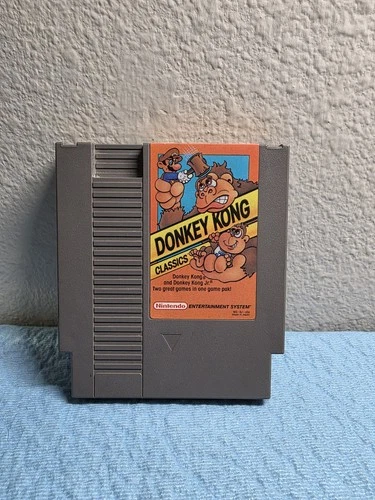 DONKEY KONG
CLASSICS
Donkey Kong®
and Donkey Kong Jr.®
Two great games in one game pak!
Nintendo ENTERTAINMENT SYSTEM®